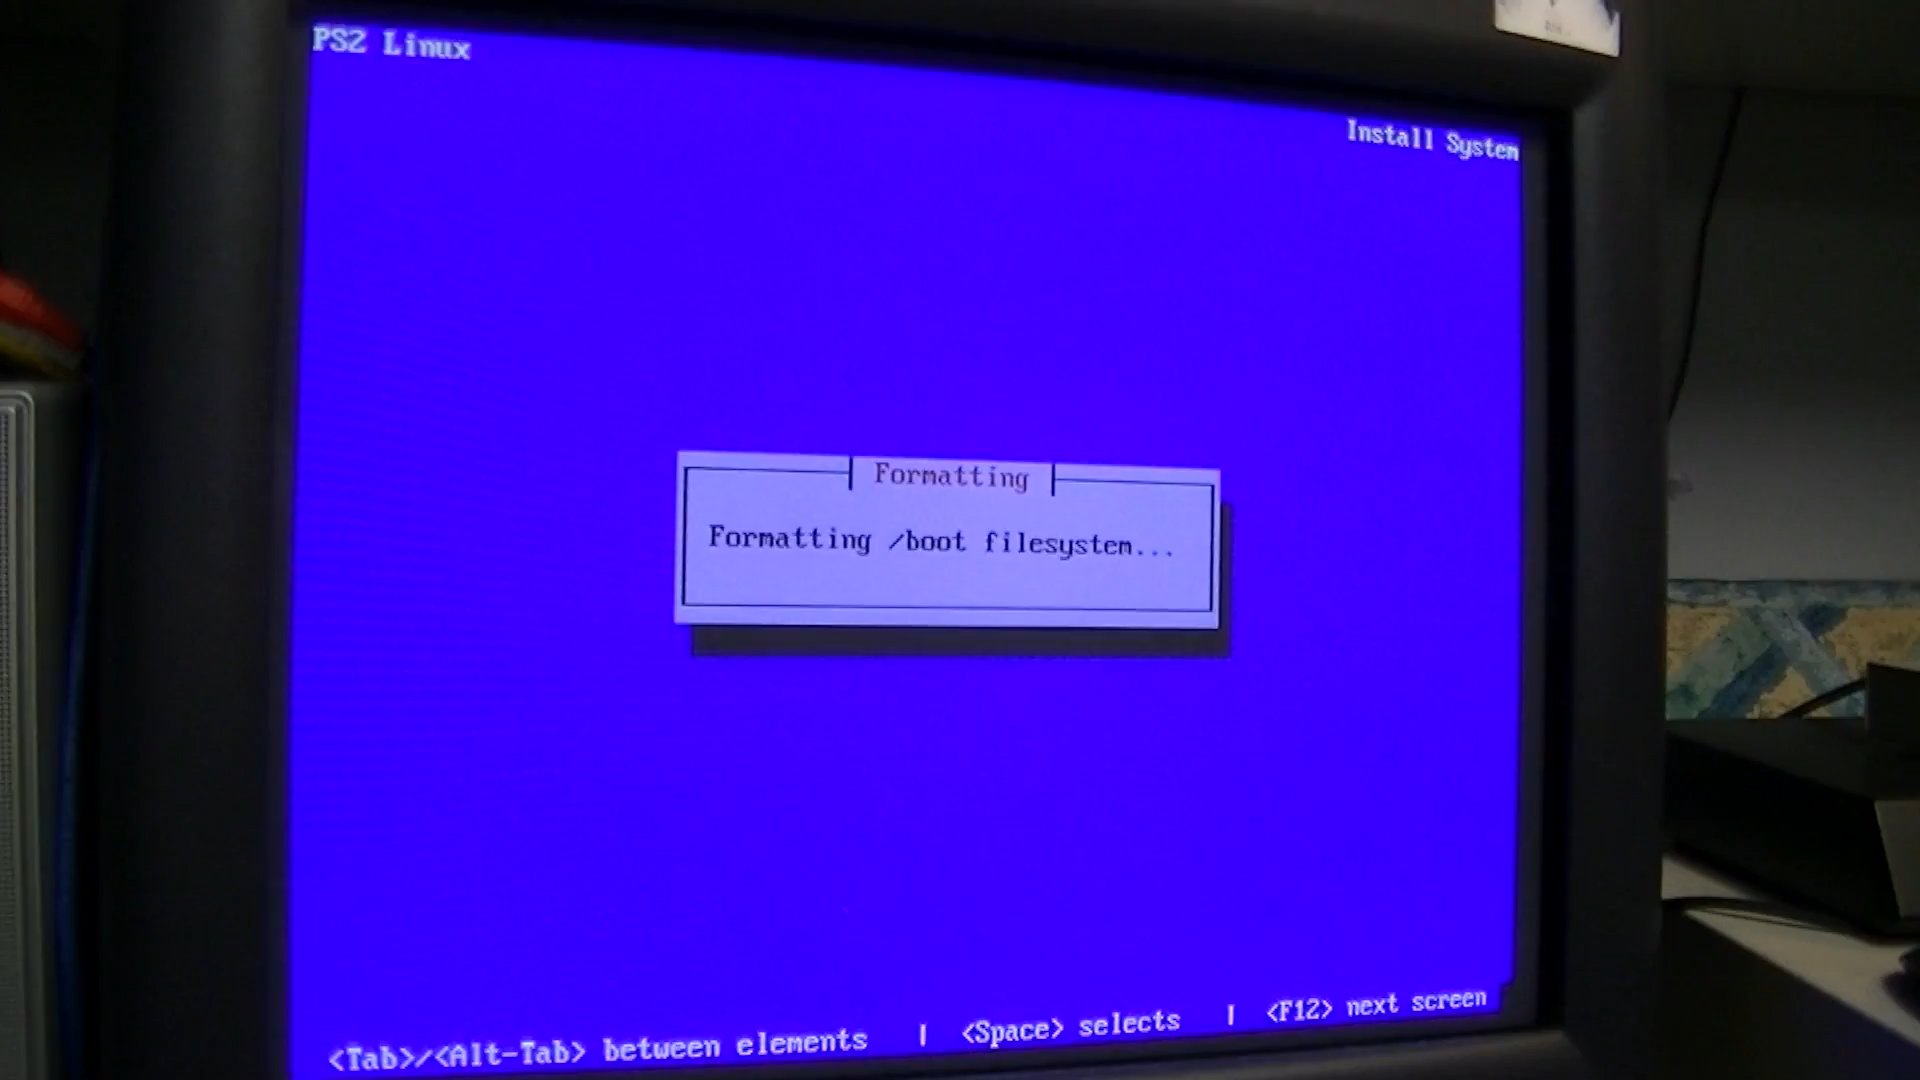 PS2 Linux
Install System
Formatting
Formatting /boot filesystem...
<Tab>/<Alt-Tab> between elements | <Space> selects | <F12> next screen